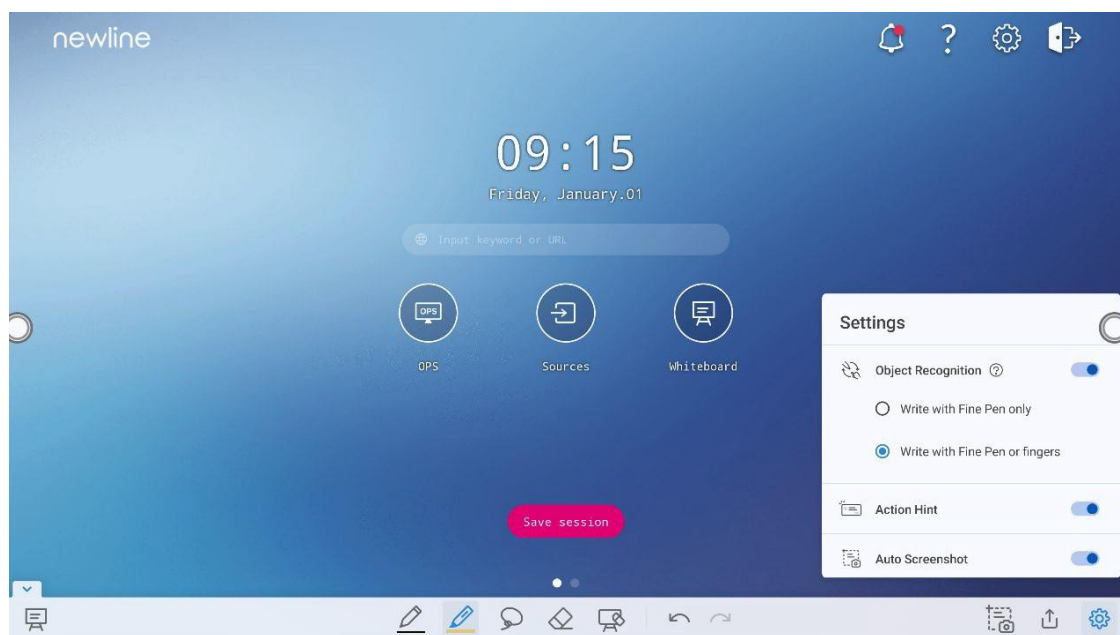 newline
?
09:15
Friday, January.01
Input keyword or URL
OPS
OPS
Sources
Whiteboard
Save session
Settings
Object Recognition ?
Write with Fine Pen only
Write with Fine Pen or fingers
Action Hint
Auto Screenshot